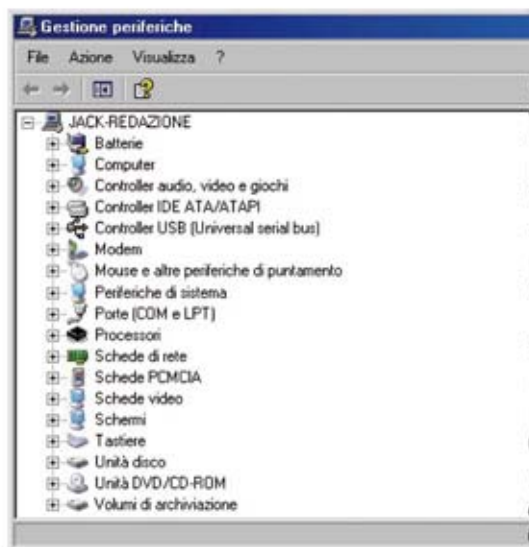 Gestione periferiche
File Azione Visualizza ?
JACK-REDAZIONE
Batterie
Computer
Controller audio, video e giochi
Controller IDE ATA/ATAPI
Controller USB (Universal serial bus)
Modem
Mouse e altre periferiche di puntamento
Periferiche di sistema
Porte (COM e LPT)
Processori
Schede di rete
Schede PCMCIA
Schede video
Schermi
Tastiere
Unità disco
Unità DVD/CD-ROM
Volumi di archiviazione